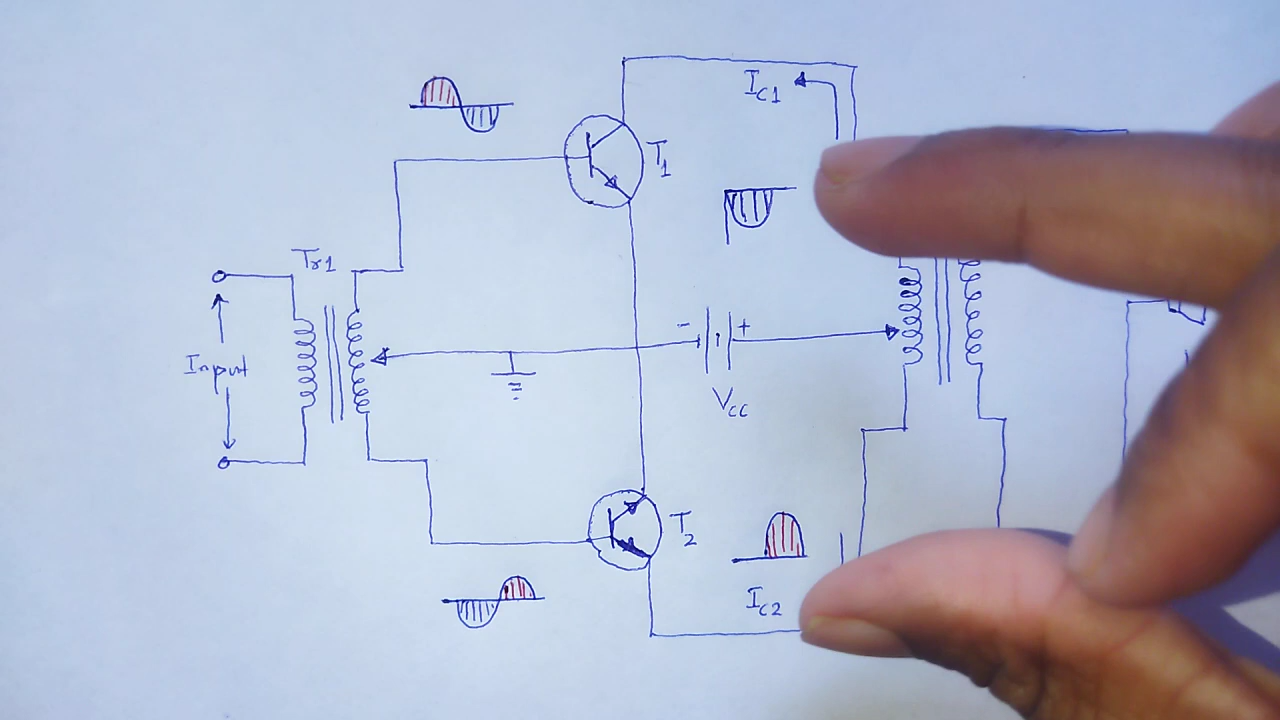 I_C1
T_1
Tr1
Input
- +
V_CC
T_2
I_C2